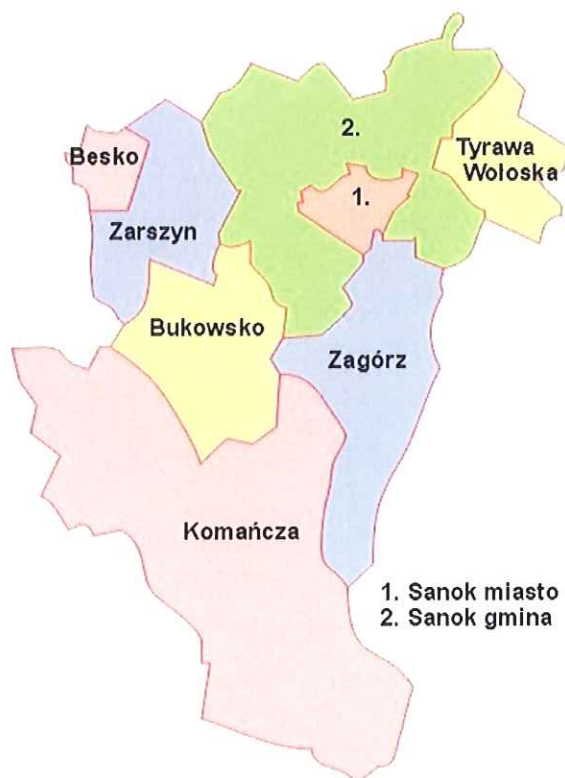 2.
Besko
Tyrawa
Wołoska
1.
Zarszyn
Bukowsko
Zagórz
Komańcza
1. Sanok miasto
2. Sanok gmina